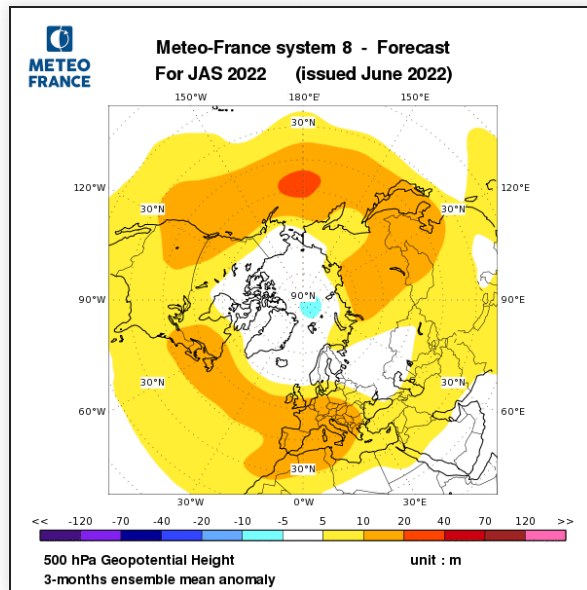 METEO
FRANCE
Meteo-France system 8 - Forecast
For JAS 2022 (issued June 2022)
150°W 180°E 150°E
30°N
120°W 120°E
30°N 30°N
90°W 90°N 90°E
30°N 30°N
60°W 60°E
30°N
30°W 0°W 30°E
<< -120 -70 -40 -20 -10 -5 5 10 20 40 70 120 >>
500 hPa Geopotential Height unit : m
3-months ensemble mean anomaly